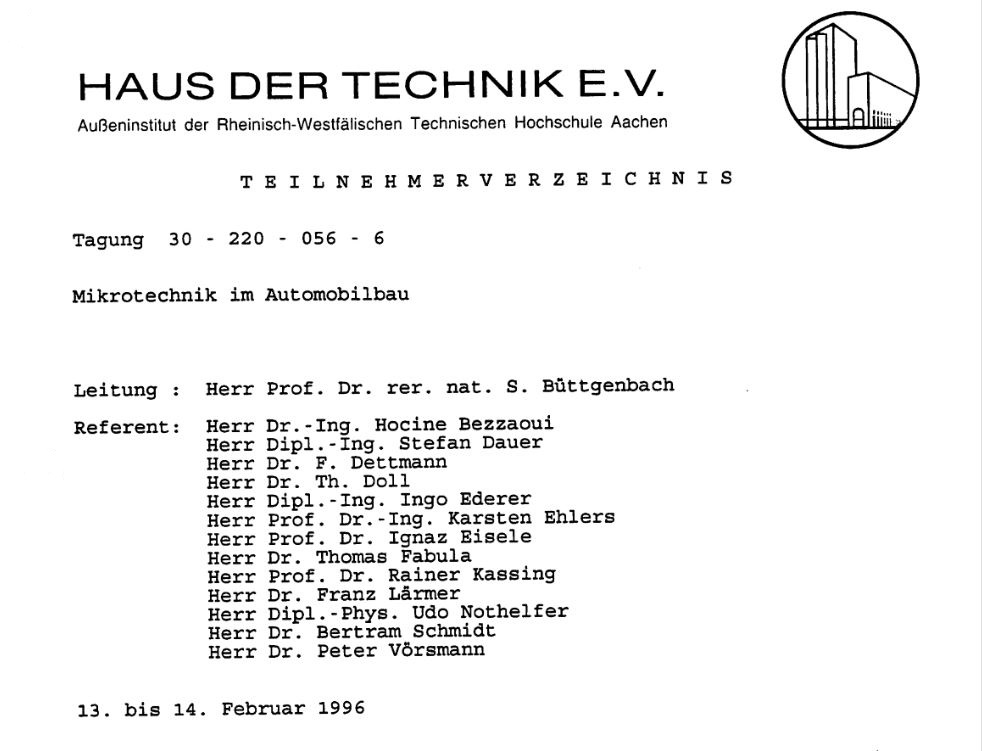 HAUS DER TECHNIK E.V.
Außeninstitut der Rheinisch-Westfälischen Technischen Hochschule Aachen
T E I L N E H M E R V E R Z E I C H N I S
Tagung 30 - 220 - 056 - 6
Mikrotechnik im Automobilbau
Leitung : Herr Prof. Dr. rer. nat. S. Büttgenbach
Referent: Herr Dr.-Ing. Hocine Bezzaoui
Herr Dipl.-Ing. Stefan Dauer
Herr Dr. F. Dettmann
Herr Dr. Th. Doll
Herr Dipl.-Ing. Ingo Ederer
Herr Prof. Dr.-Ing. Karsten Ehlers
Herr Prof. Dr. Ignaz Eisele
Herr Dr. Thomas Fabula
Herr Prof. Dr. Rainer Kassing
Herr Dr. Franz Lärmer
Herr Dipl.-Phys. Udo Nothelfer
Herr Dr. Bertram Schmidt
Herr Dr. Peter Vörsmann
13. bis 14. Februar 1996